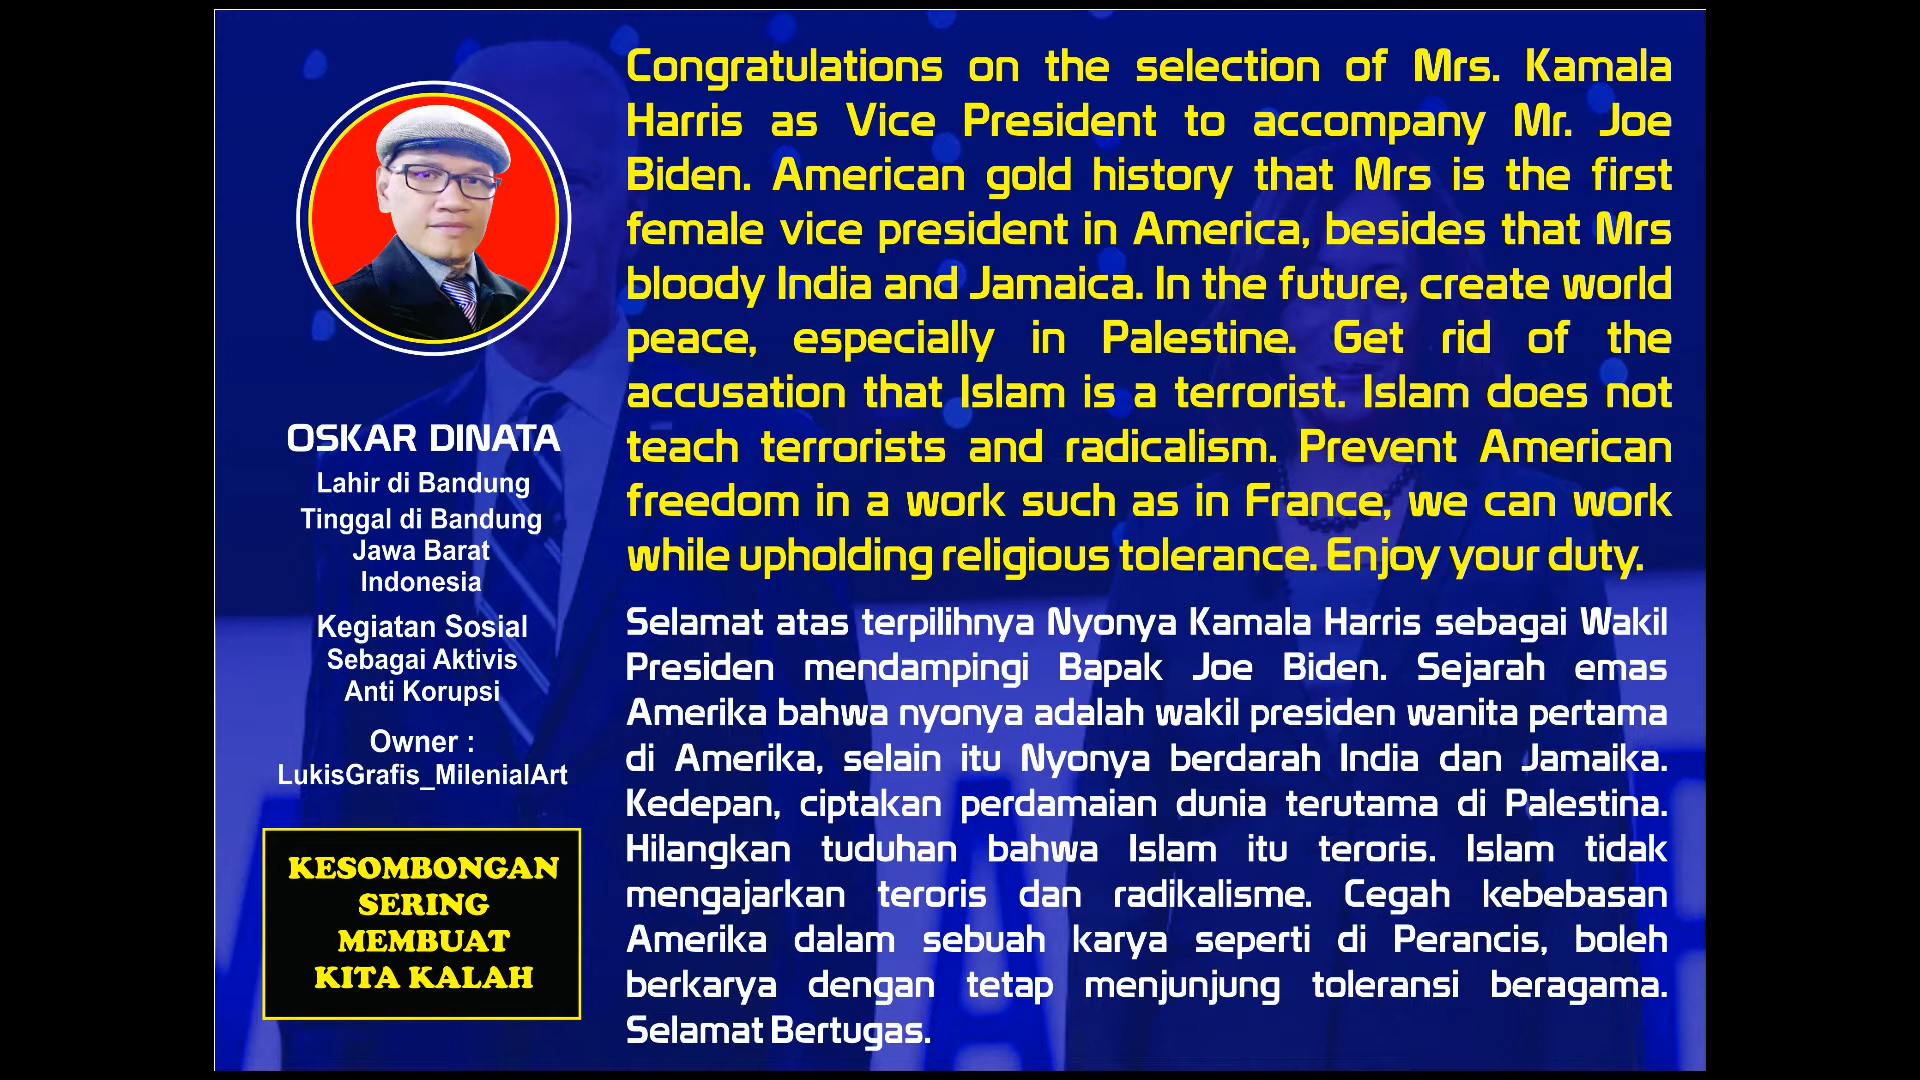 Congratulations on the selection of Mrs. Kamala
Harris as Vice President to accompany Mr. Joe
Biden. American gold history that Mrs is the first
female vice president in America, besides that Mrs
bloody India and Jamaica. In the future, create world
peace, especially in Palestine. Get rid of the
accusation that Islam is a terrorist. Islam does not
teach terrorists and radicalism. Prevent American
freedom in a work such as in France, we can work
while upholding religious tolerance. Enjoy your duty.
Selamat atas terpilihnya Nyonya Kamala Harris sebagai Wakil
Presiden mendampingi Bapak Joe Biden. Sejarah emas
Amerika bahwa nyonya adalah wakil presiden wanita pertama
di Amerika, selain itu Nyonya berdarah India dan Jamaika.
Kedepan, ciptakan perdamaian dunia terutama di Palestina.
Hilangkan tuduhan bahwa Islam itu teroris. Islam tidak
mengajarkan teroris dan radikalisme. Cegah kebebasan
Amerika dalam sebuah karya seperti di Perancis, boleh
berkarya dengan tetap menjunjung toleransi beragama.
Selamat Bertugas.
OSKAR DINATA
Lahir di Bandung
Tinggal di Bandung
Jawa Barat
Indonesia
Kegiatan Sosial
Sebagai Aktivis
Anti Korupsi
Owner :
LukisGrafis_MilenialArt
KESOMBONGAN
SERING
MEMBUAT
KITA KALAH